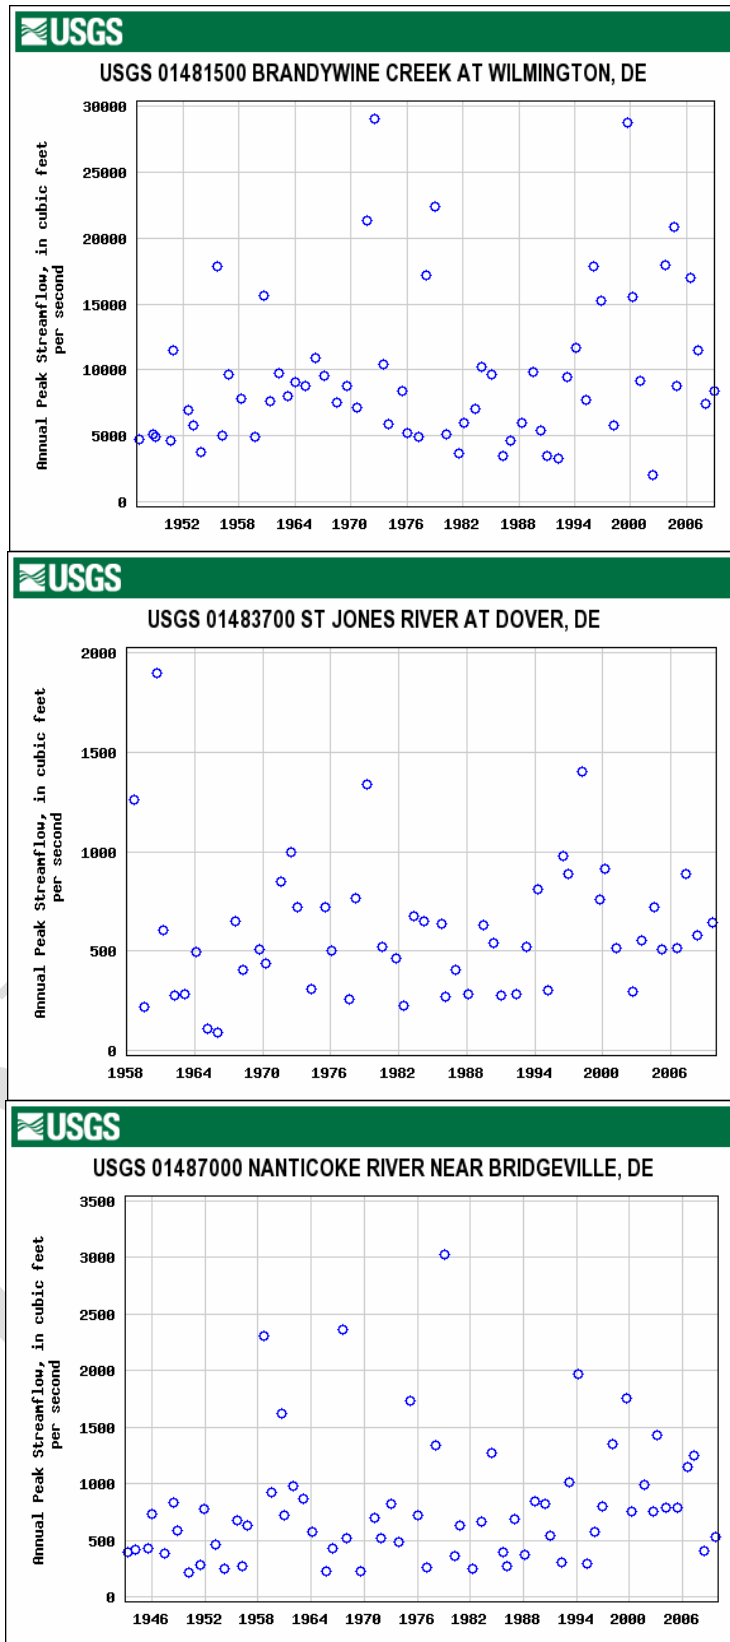 USGS
USGS 01481500 BRANDYWINE CREEK AT WILMINGTON, DE
Annual Peak Streamflow, in cubic feet
per second
30000
25000
20000
15000
10000
5000
0
1952 1958 1964 1970 1976 1982 1988 1994 2000 2006
USGS
USGS 01483700 ST JONES RIVER AT DOVER, DE
Annual Peak Streamflow, in cubic feet
per second
2000
1500
1000
500
0
1958 1964 1970 1976 1982 1988 1994 2000 2006
USGS
USGS 01487000 NANTICOKE RIVER NEAR BRIDGEVILLE, DE
Annual Peak Streamflow, in cubic feet
per second
3500
3000
2500
2000
1500
1000
500
0
1946 1952 1958 1964 1970 1976 1982 1988 1994 2000 2006